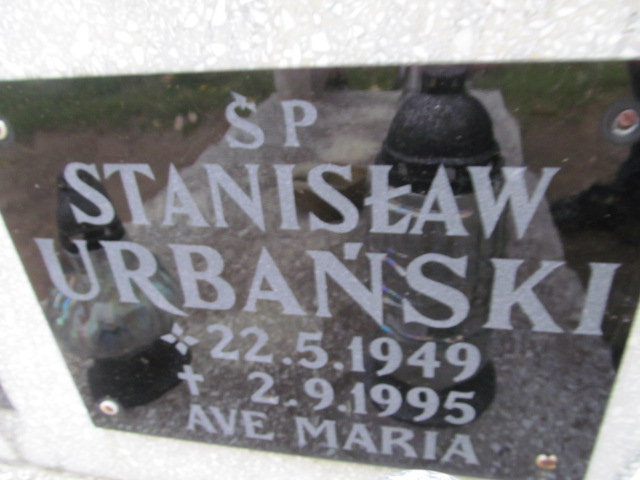 ŚP
STANISŁAW
URBAŃSKI
22.5.1949
✝ 2.9.1995
AVE MARIA